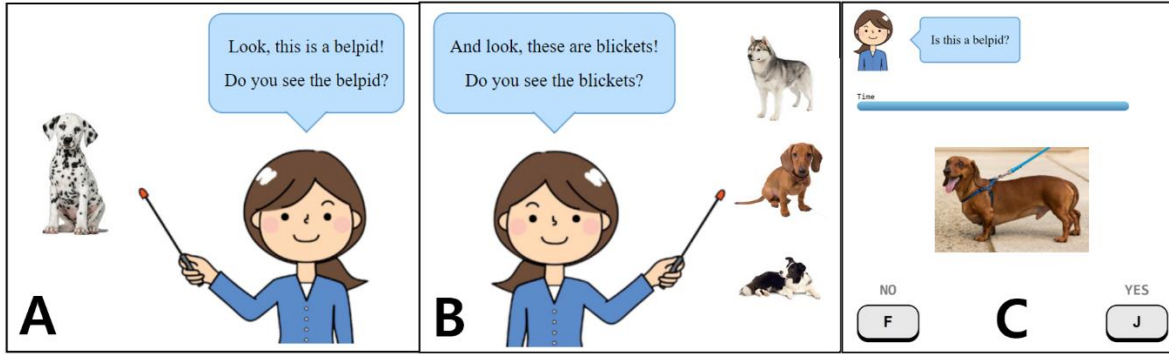 Look, this is a belpid!
Do you see the belpid?
A
And look, these are blickets!
Do you see the blickets?
B
Is this a belpid?
Time
NO
YES
F
C
J